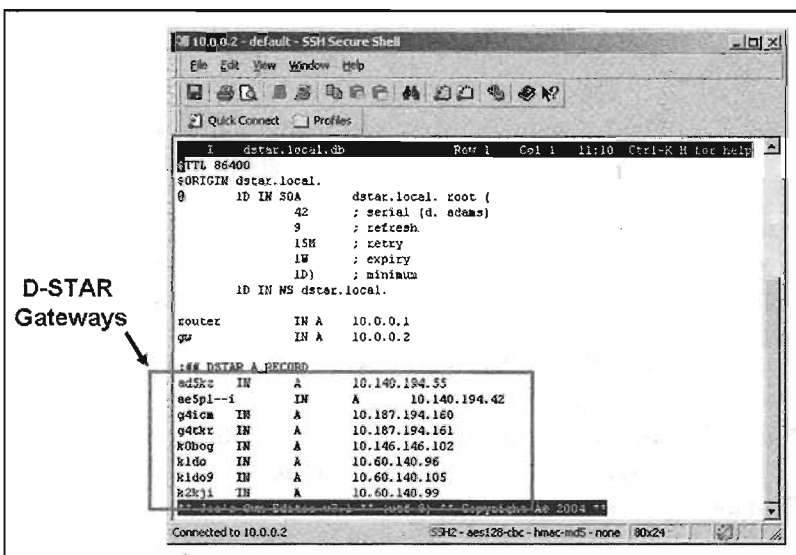 10.0.0.2 - default - SSH Secure Shell
File Edit View Window Help
Quick Connect Profiles
I dstar.local.db Row 1 Col 1 11:10 Ctrl-K H for help
$TTL 86400
$ORIGIN dstar.local.
@ 1D IN SOA dstar.local. root (
42 ; serial (d. adams)
9 ; refresh
15M ; retry
1W ; expiry
1D) ; minimum
1D IN NS dstar.local.
router IN A 10.0.0.1
gw IN A 10.0.0.2
;## DSTAR A RECORD
ad5kz IN A 10.140.194.55
ae5pl--i IN A 10.140.194.42
g4icm IN A 10.187.194.160
g4tkr IN A 10.187.194.161
k0bog IN A 10.146.146.102
k1do IN A 10.60.140.96
k1do9 IN A 10.60.140.105
k2kji IN A 10.60.140.99
** Joe's Own Editor ** Copyright 2004 **
Connected to 10.0.0.2 SSH2 - aes128-cbc - hmac-md5 - none 80x24
D-STAR
Gateways